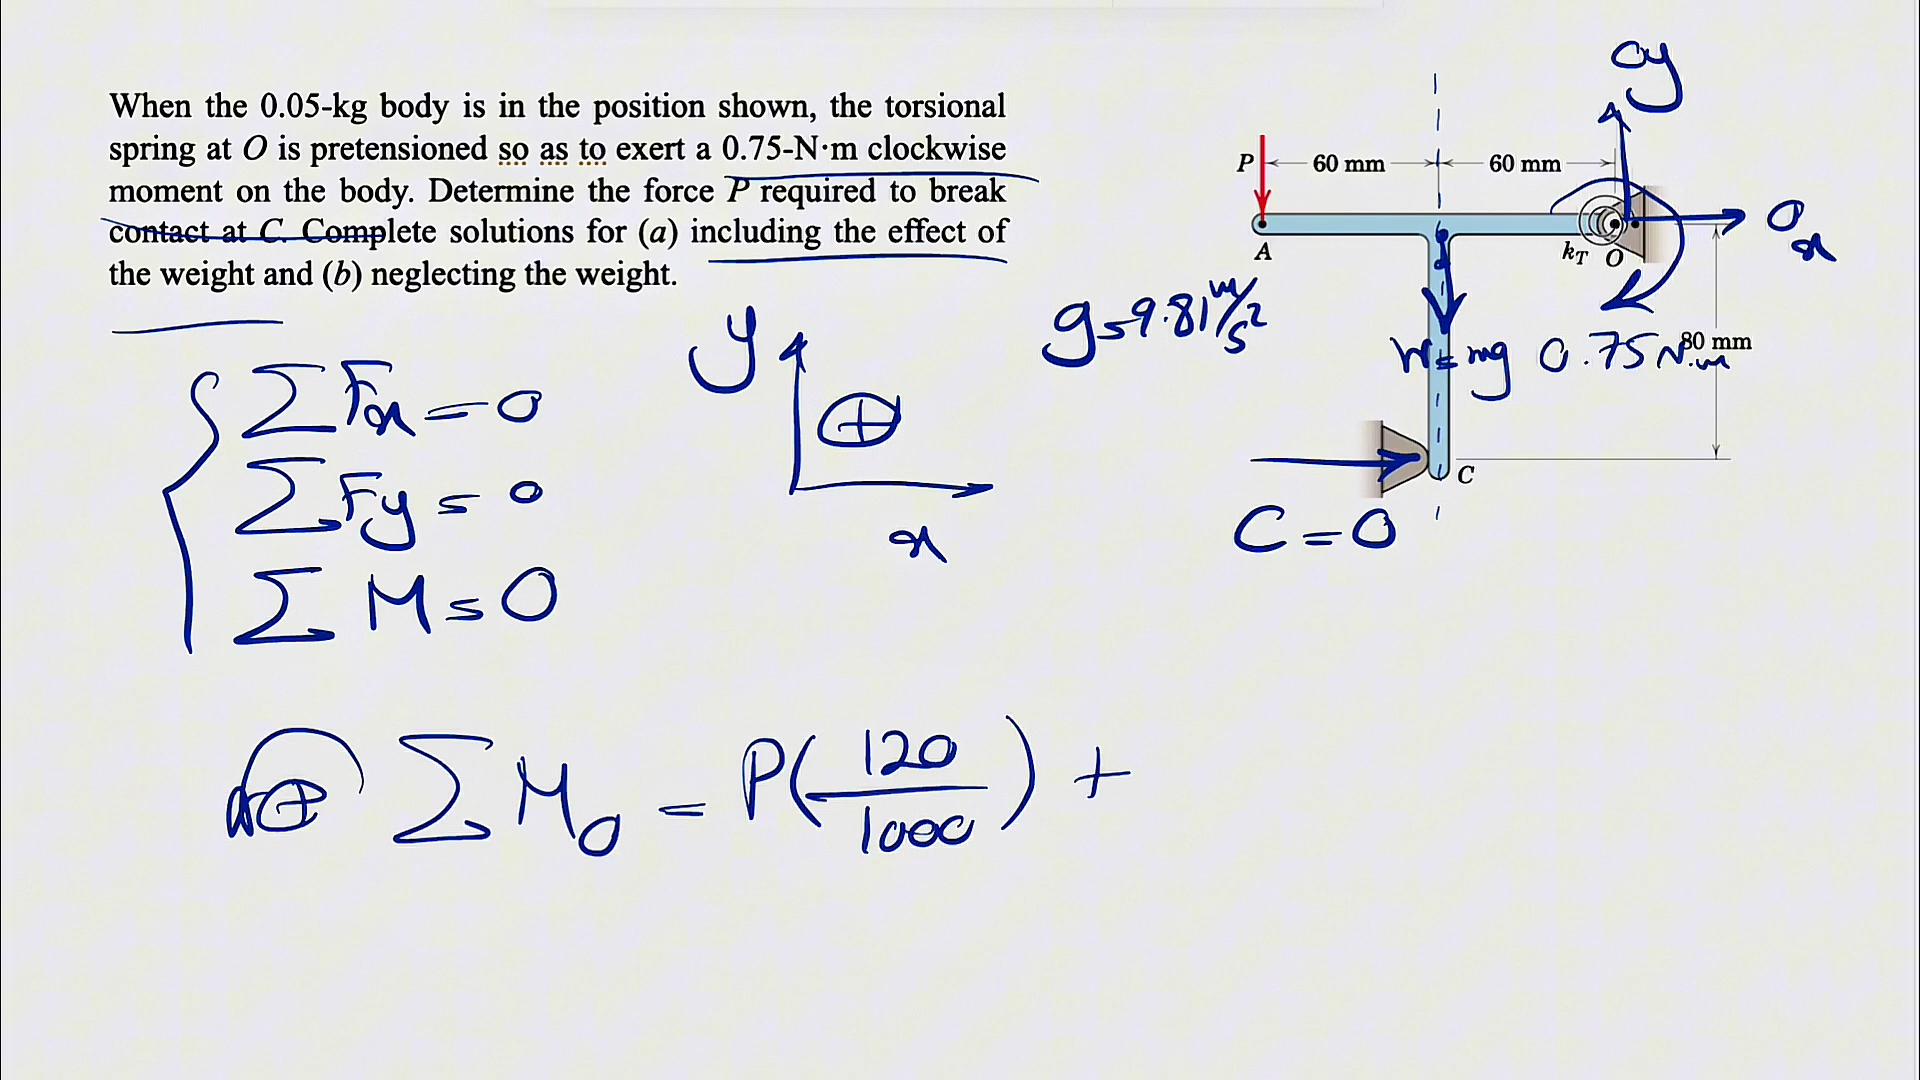 When the 0.05-kg body is in the position shown, the torsional
spring at O is pretensioned so as to exert a 0.75-N·m clockwise
moment on the body. Determine the force P required to break
contact at C. Complete solutions for (a) including the effect of
the weight and (b) neglecting the weight.
Oy
P 60 mm 60 mm
Ox
A kT O
g=9.81 m/s2
W=mg 0.75 N.m
80 mm
C
C=0
ΣFx=0
ΣFy=0
ΣM=0
y
+
x
+ ΣMO = P(120/1000) +